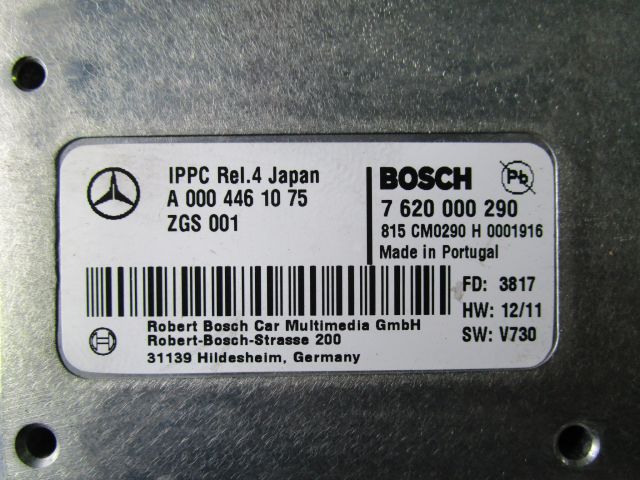 IPPC Rel.4 Japan
A 000 446 10 75
ZGS 001
BOSCH
Pb
7 620 000 290
815 CM0290 H 0001916
Made in Portugal
FD: 3817
HW: 12/11
SW: V730
Robert Bosch Car Multimedia GmbH
Robert-Bosch-Strasse 200
31139 Hildesheim, Germany